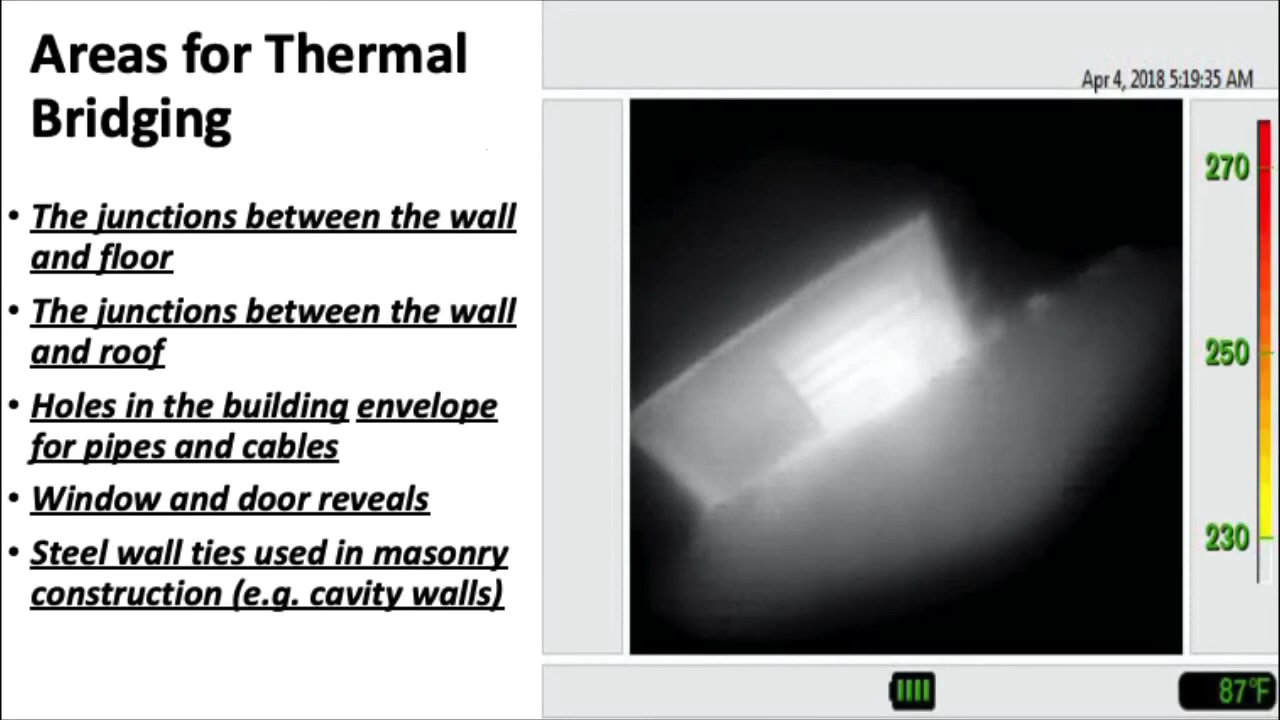 Areas for Thermal
Bridging
• The junctions between the wall
and floor
• The junctions between the wall
and roof
• Holes in the building envelope
for pipes and cables
• Window and door reveals
• Steel wall ties used in masonry
construction (e.g. cavity walls)
Apr 4, 2018 5:19:35 AM
270
250
230
87°F